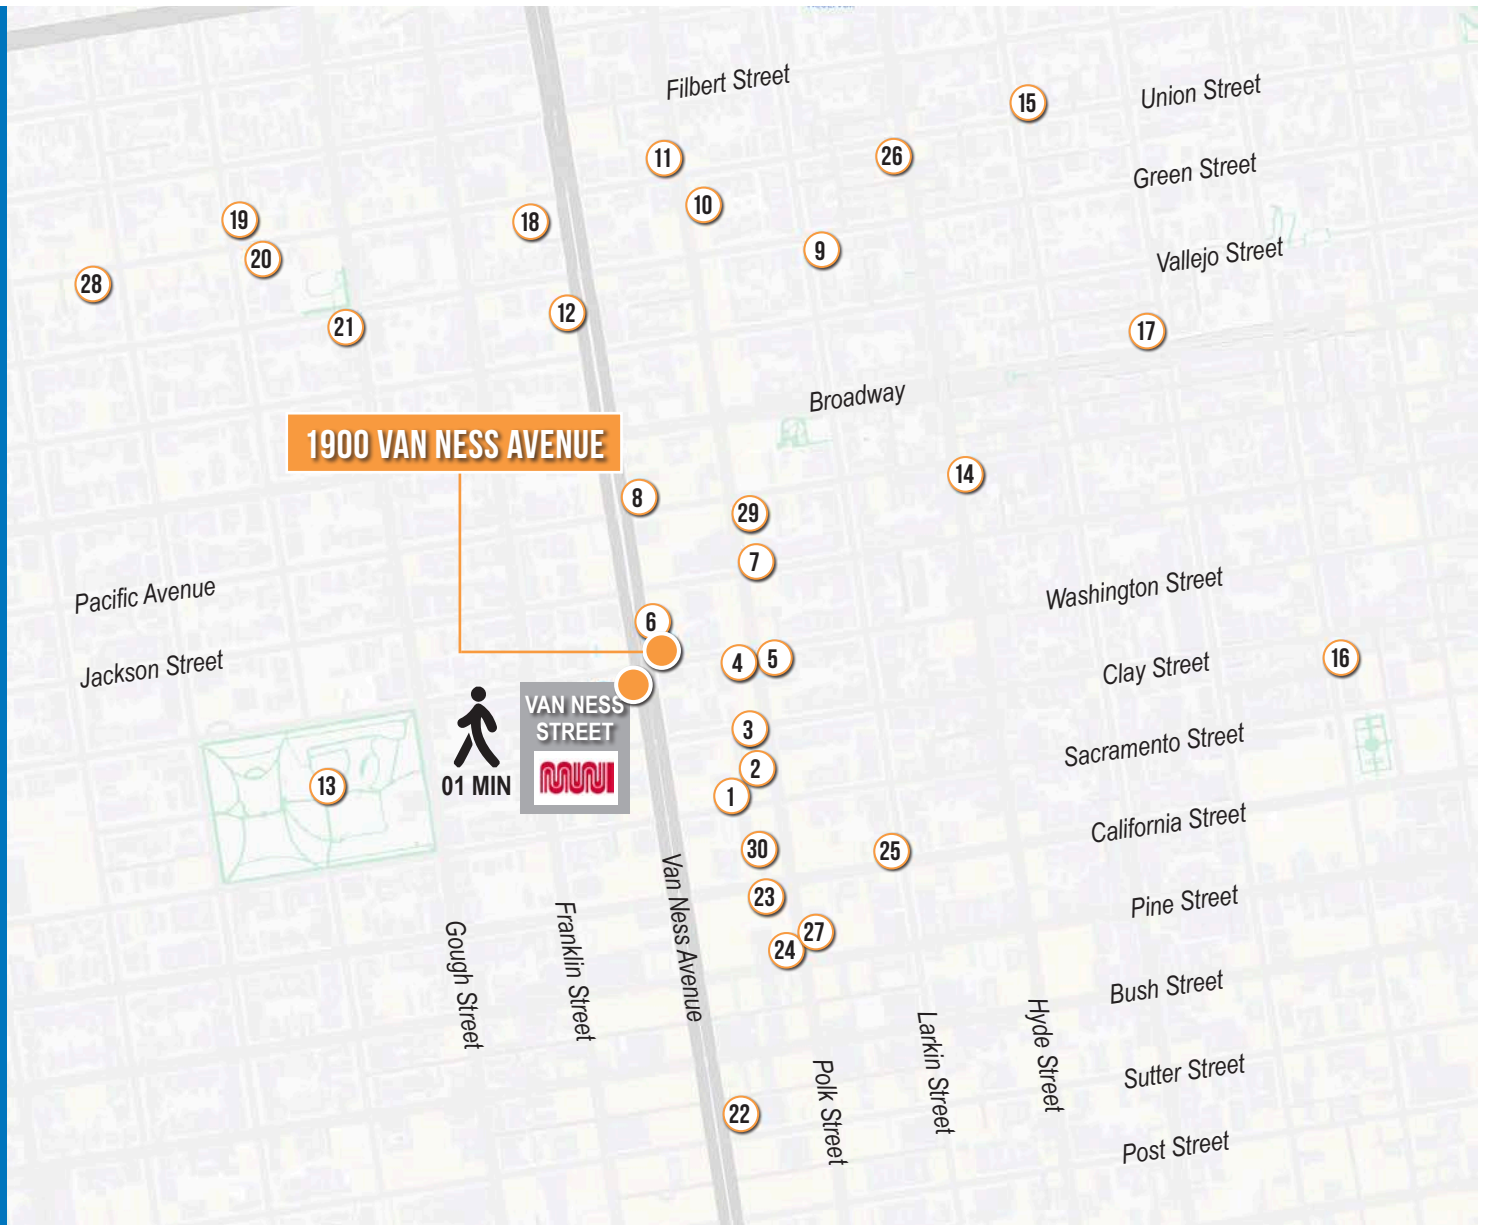 Filbert Street
Union Street
15
11
26
Green Street
10
19
18
9
Vallejo Street
20
28
12
21
17
Broadway
1900 VAN NESS AVENUE
14
8
29
7
Pacific Avenue
Washington Street
6
Jackson Street
4
5
Clay Street
16
VAN NESS
STREET
MUNI
01 MIN
3
Sacramento Street
2
13
1
California Street
30
25
23
Pine Street
27
24
Van Ness Avenue
Franklin Street
Gough Street
Bush Street
Hyde Street
Larkin Street
Polk Street
Sutter Street
22
Post Street